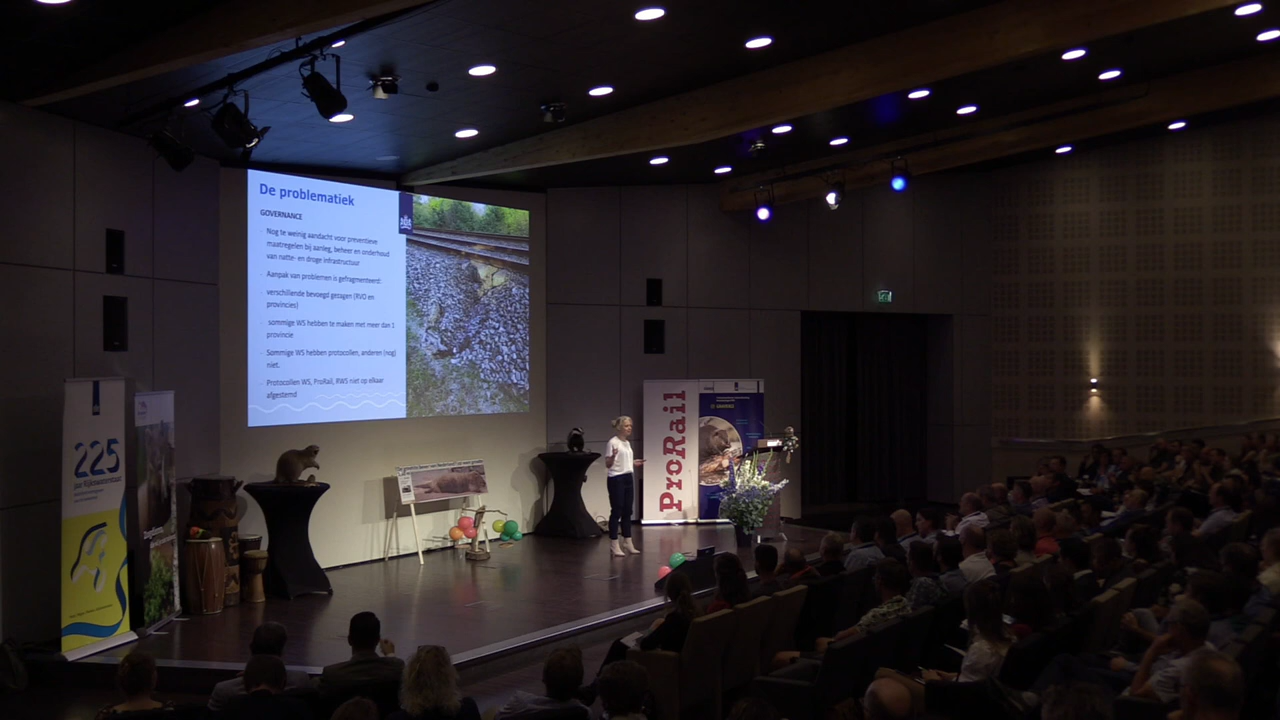 De problematiek
GOVERNANCE
Nog te weinig aandacht voor preventieve
maatregelen bij aanleg, beheer en onderhoud
van natte- en droge infrastructuur
Aanpak van problemen is gefragmenteerd:
verschillende bevoegd gezagen (RVO en
provincies)
sommige WS hebben te maken met meer dan 1
provincie
Sommige WS hebben protocollen, anderen (nog)
niet.
Protocollen WS, ProRail, RWS niet op elkaar
afgestemd
225
jaar Rijkswaterstaat
ProRail